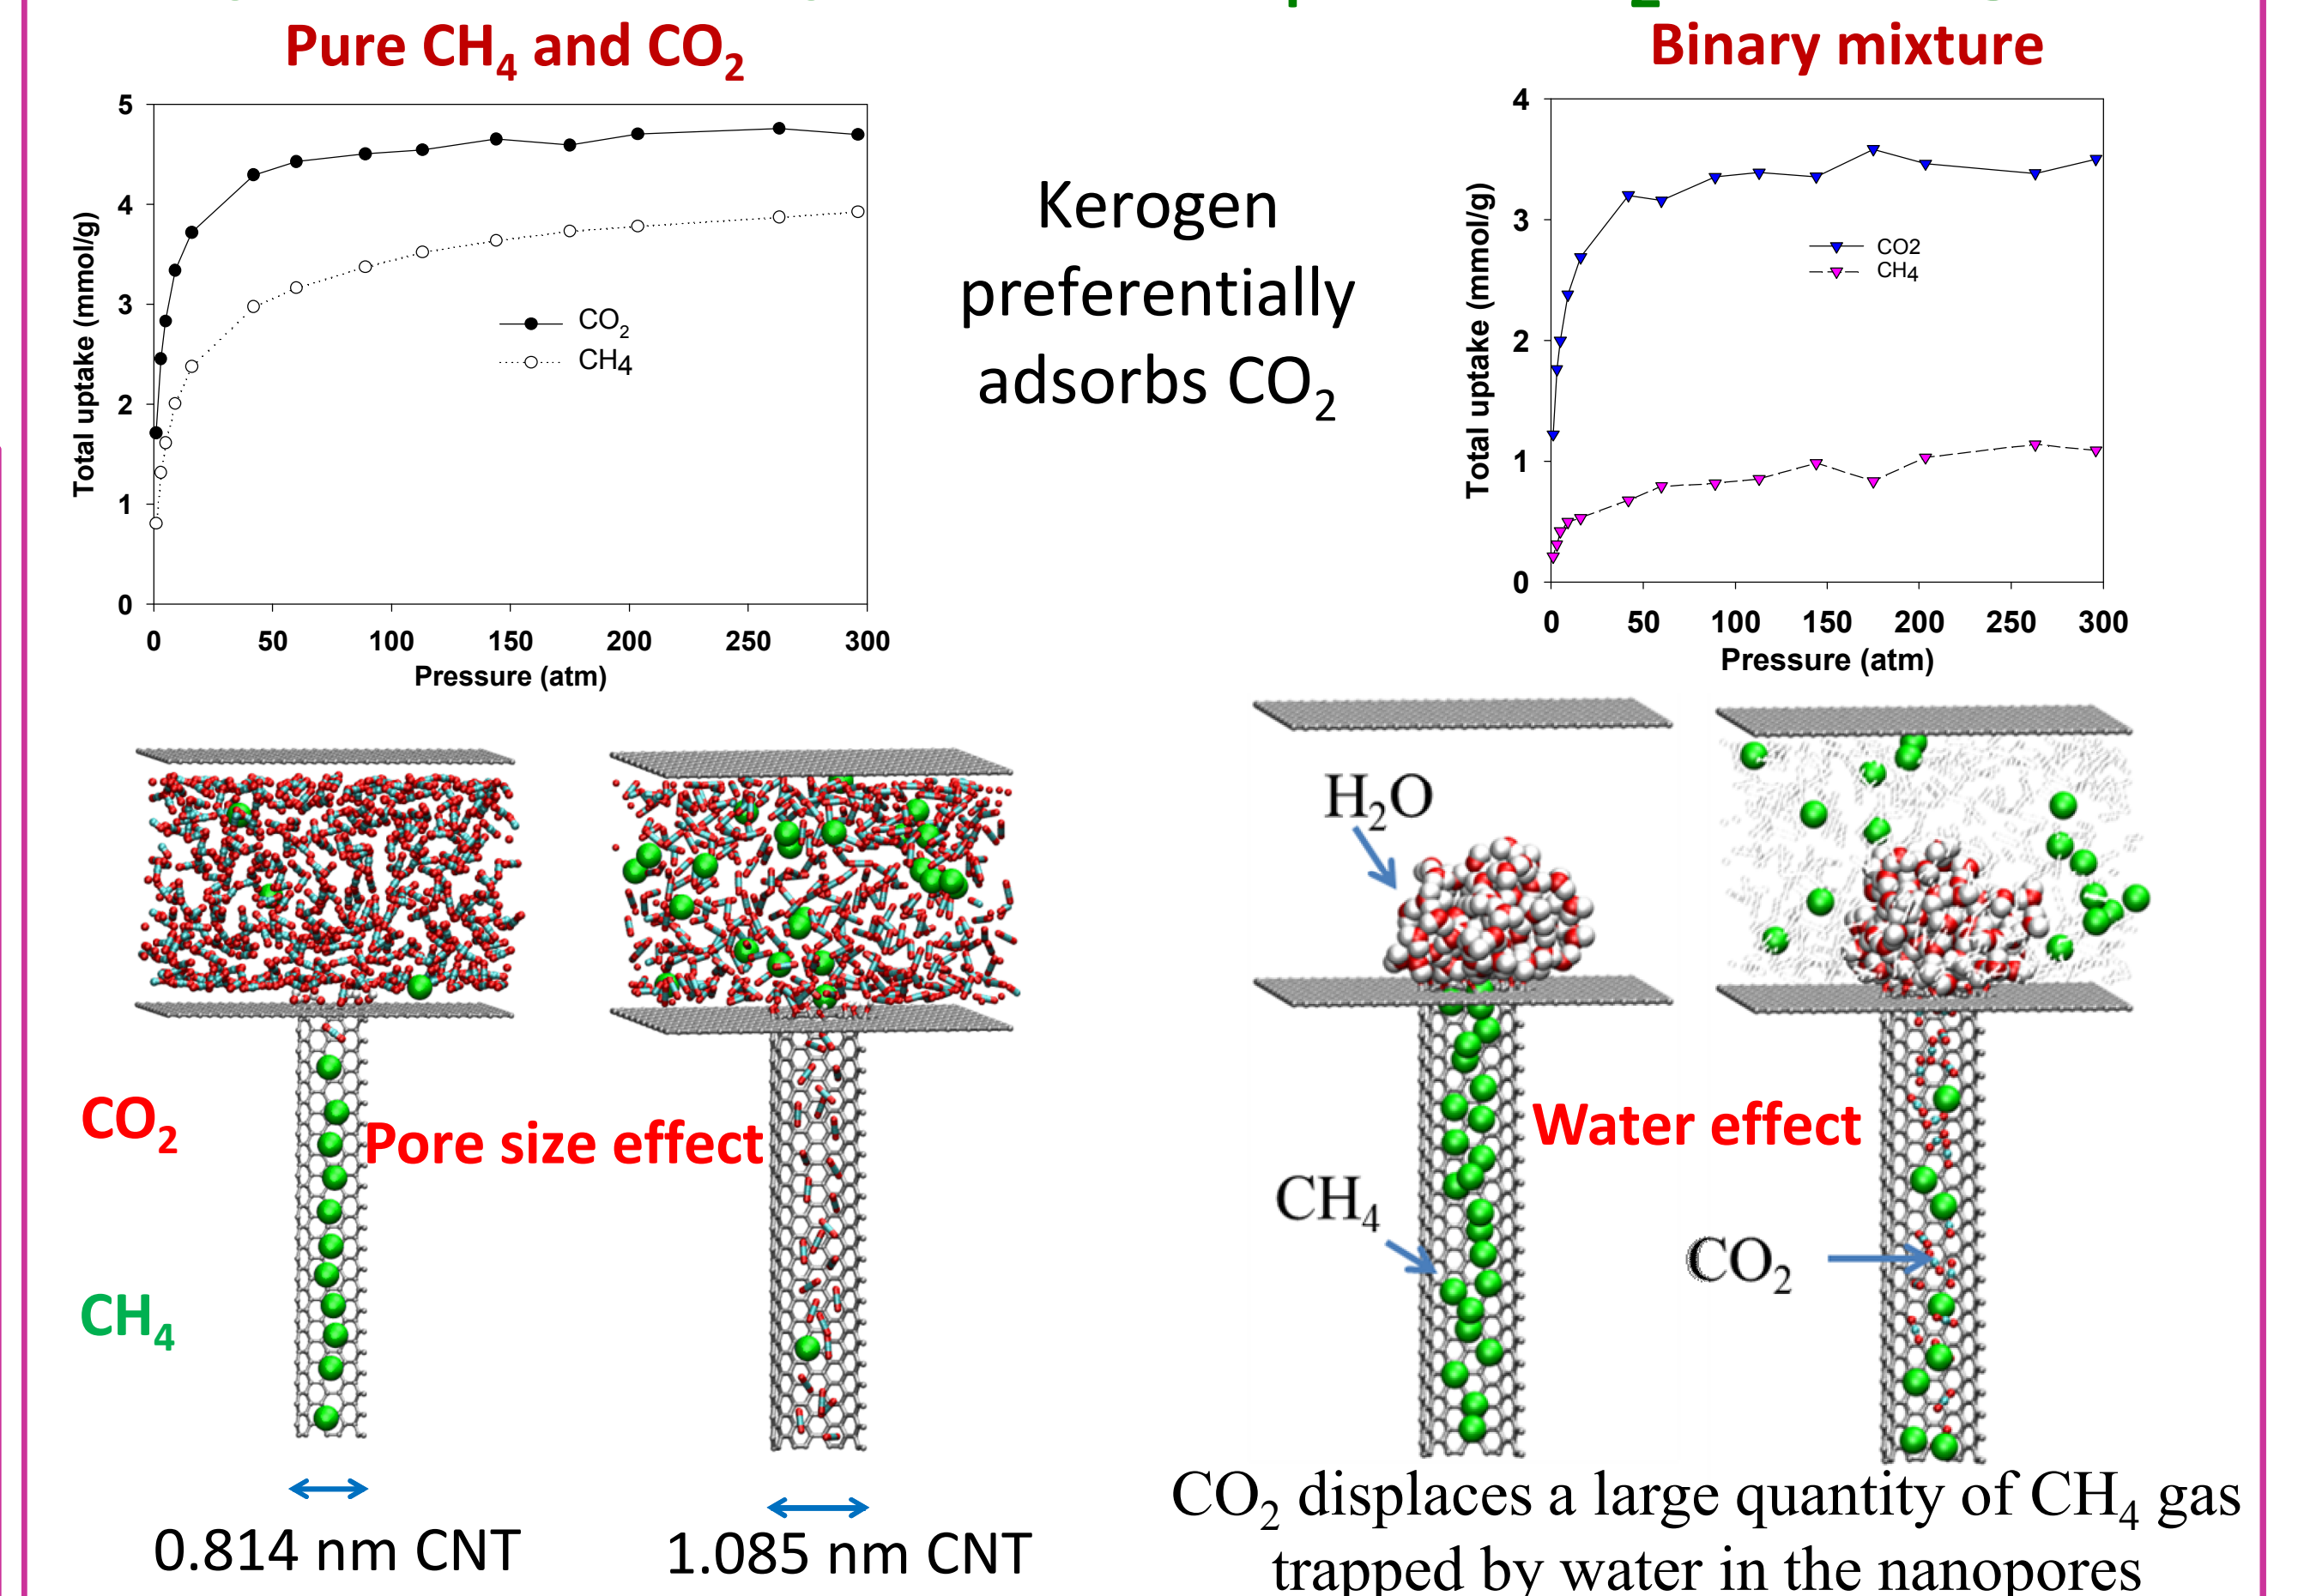 Pure CH₄ and CO₂
5
4
3
2
1
0
Total uptake (mmol/g)
CO₂
CH4
0 50 100 150 200 250 300
Pressure (atm)
Kerogen
preferentially
adsorbs CO₂
Binary mixture
4
3
2
1
0
Total uptake (mmol/g)
CO2
CH₄
0 50 100 150 200 250 300
Pressure (atm)
CO₂
Pore size effect
CH₄
0.814 nm CNT
1.085 nm CNT
H₂O
CH₄
Water effect
CO₂
CO₂ displaces a large quantity of CH₄ gas
trapped by water in the nanopores